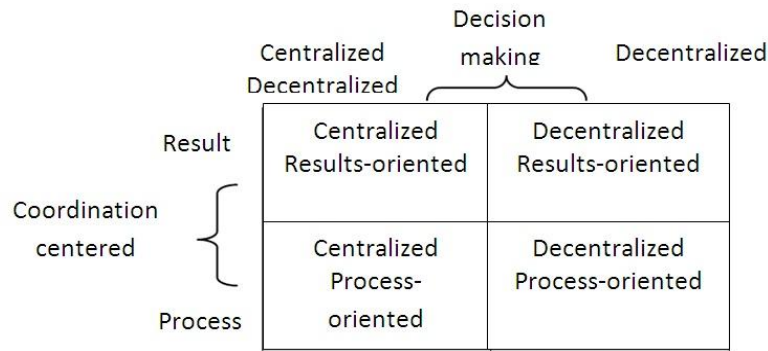 Decision
making
Centralized
Decentralized
Decentralized
Result
Centralized
Results-oriented
Decentralized
Results-oriented
Coordination
centered
Centralized
Process-
oriented
Decentralized
Process-oriented
Process